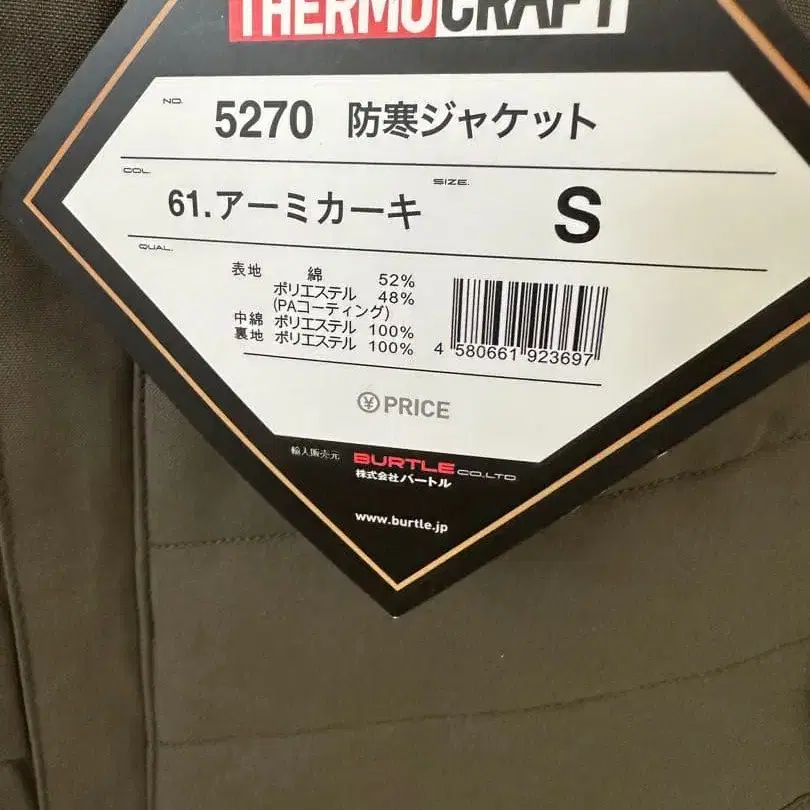 THERMOCRAFT
NO. 5270 防寒ジャケット
COL. 61.アーミカーキ SIZE. S
QUAL.
表地 綿 52%
ポリエステル 48%
(PAコーティング)
中綿 ポリエステル 100%
裏地 ポリエステル 100%
4 580661 923697
¥ PRICE
輸入販売元 BURTLE CO.LTD
株式会社バートル
www.burtle.jp